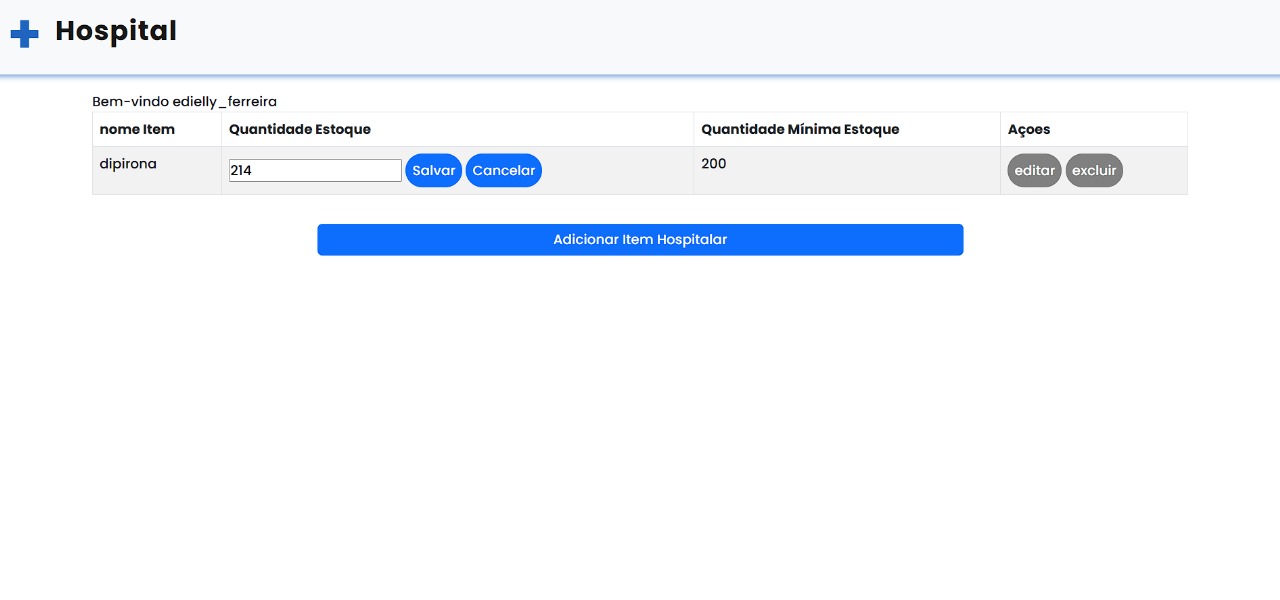 Hospital
Bem-vindo edielly_ferreira
nome Item Quantidade Estoque Quantidade Mínima Estoque Açoes
dipirona 214 Salvar Cancelar 200 editar excluir
Adicionar Item Hospitalar